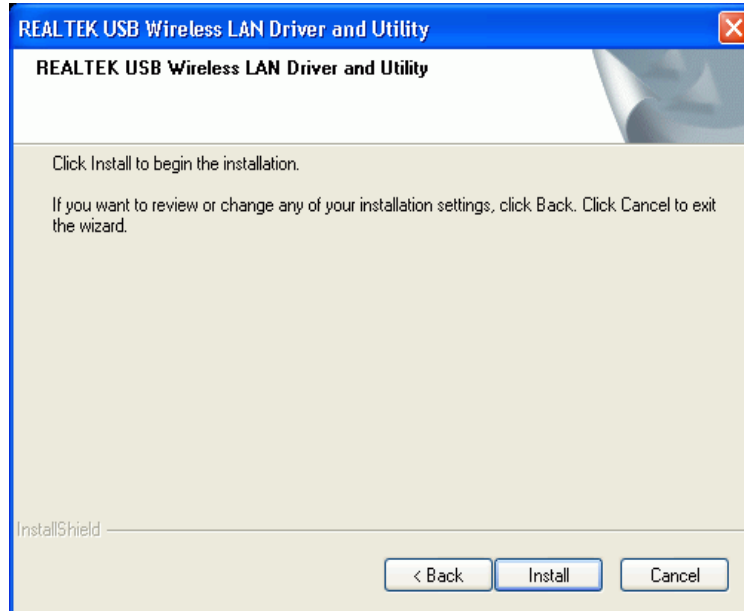 REALTEK USB Wireless LAN Driver and Utility
REALTEK USB Wireless LAN Driver and Utility
Click Install to begin the installation.
If you want to review or change any of your installation settings, click Back. Click Cancel to exit
the wizard.
InstallShield
< Back Install Cancel